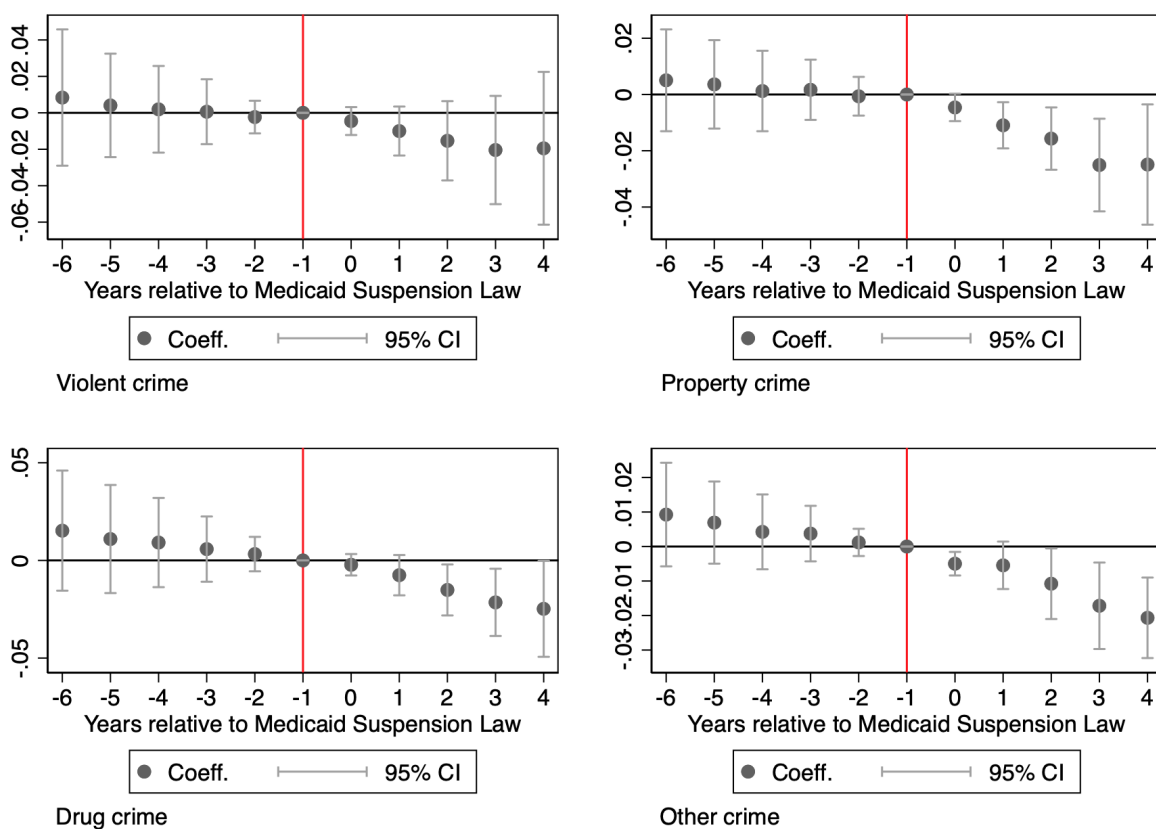 .02 .04
0
-.06 -.04 -.02
-6 -5 -4 -3 -2 -1 0 1 2 3 4
Years relative to Medicaid Suspension Law
Coeff. 95% CI
Violent crime
.02
0
-.02
-.04
-6 -5 -4 -3 -2 -1 0 1 2 3 4
Years relative to Medicaid Suspension Law
Coeff. 95% CI
Property crime
.05
0
-.05
-6 -5 -4 -3 -2 -1 0 1 2 3 4
Years relative to Medicaid Suspension Law
Coeff. 95% CI
Drug crime
.01 .02
0
-.03 -.02 -.01
-6 -5 -4 -3 -2 -1 0 1 2 3 4
Years relative to Medicaid Suspension Law
Coeff. 95% CI
Other crime